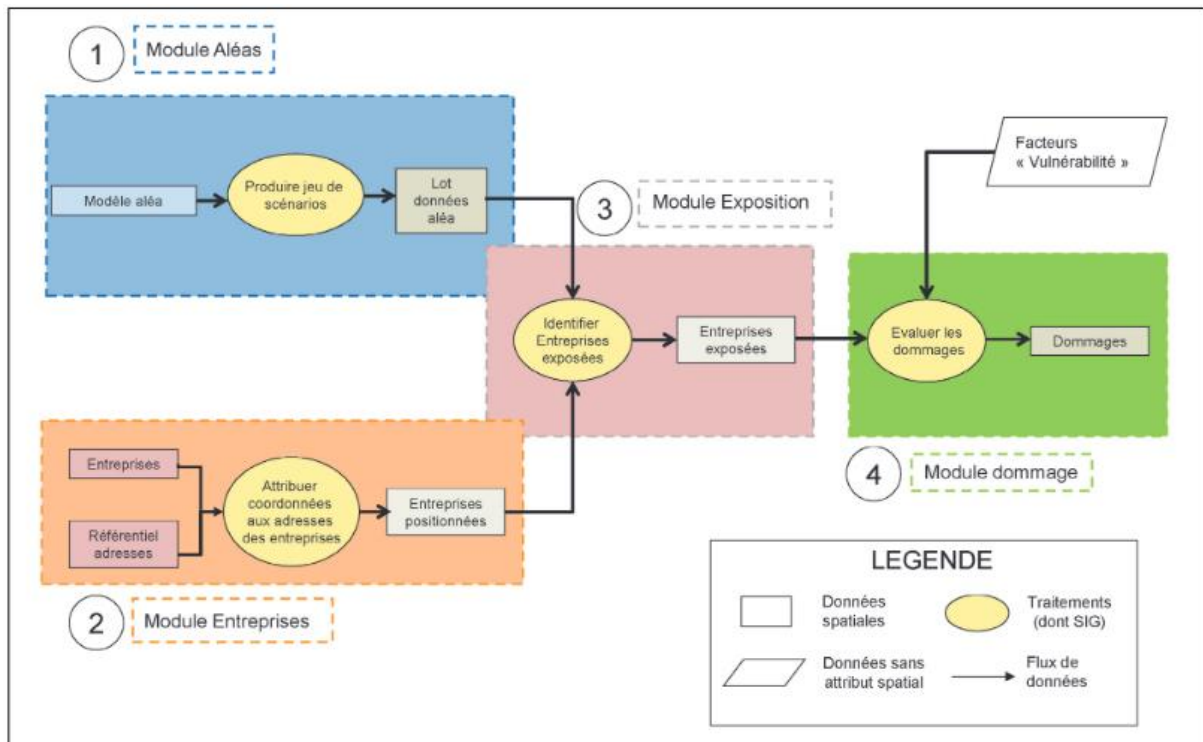 1
Module Aléas
Modèle aléa
Produire jeu de
scénarios
Lot
données
aléa
3
Module Exposition
Facteurs
« Vulnérabilité »
Identifier
Entreprises
exposées
Entreprises
exposées
Evaluer les
dommages
Dommages
Entreprises
Référentiel
adresses
Attribuer
coordonnées
aux adresses
des entreprises
Entreprises
positionnées
4
Module dommage
2
Module Entreprises
LEGENDE
Données
spatiales
Traitements
(dont SIG)
Données sans
attribut spatial
Flux de
données